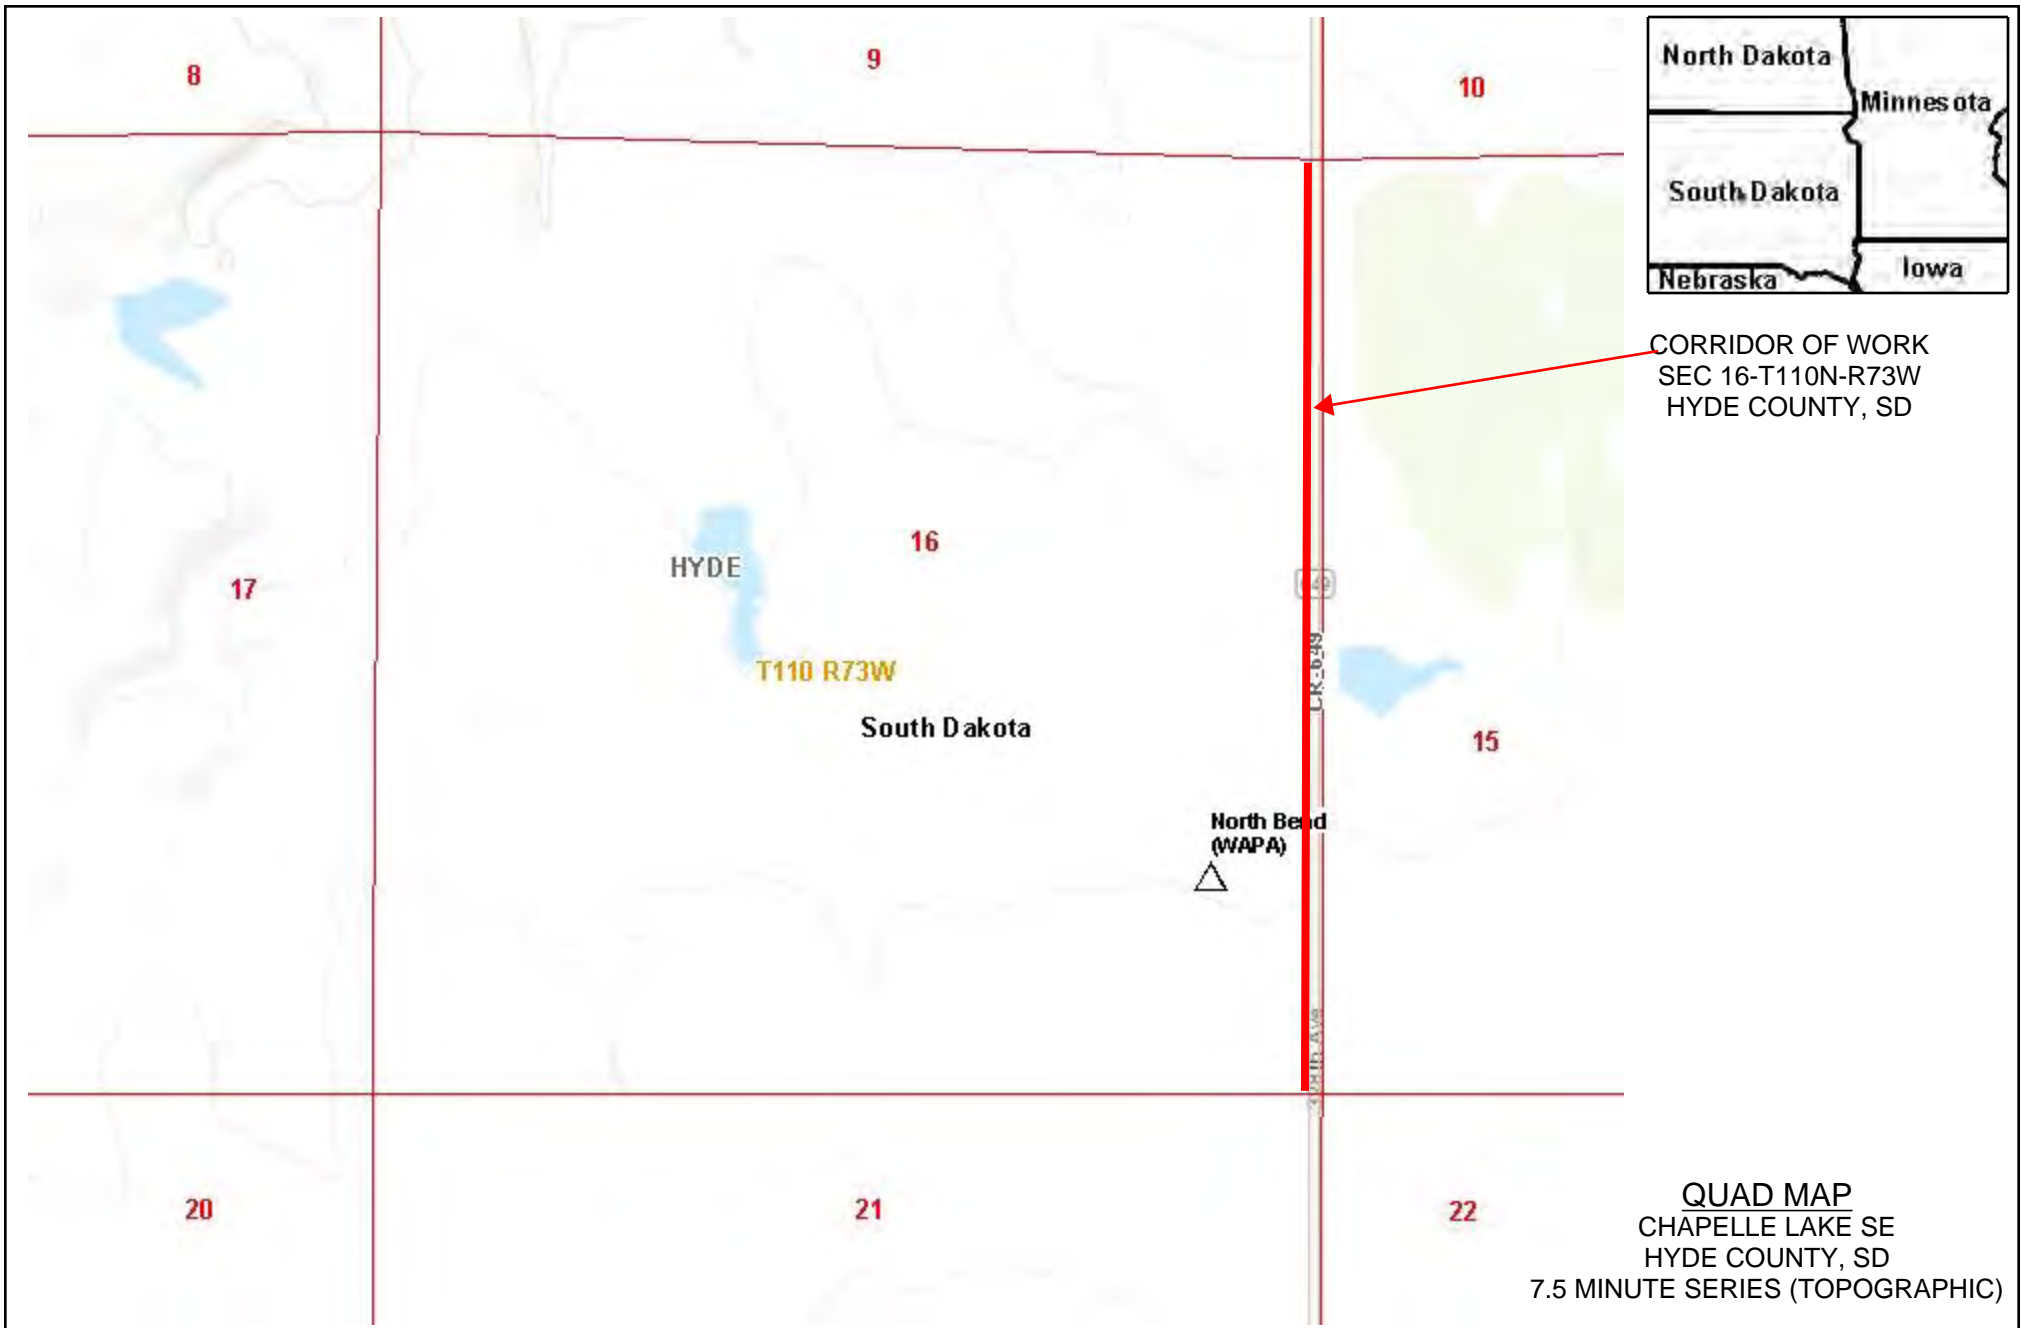 8
9
10
North Dakota
Minnesota
South Dakota
Nebraska
Iowa
CORRIDOR OF WORK
SEC 16-T110N-R73W
HYDE COUNTY, SD
17
HYDE
16
T110 R73W
South Dakota
CR-649
15
North Bend
(WAPA)
20
21
22
QUAD MAP
CHAPELLE LAKE SE
HYDE COUNTY, SD
7.5 MINUTE SERIES (TOPOGRAPHIC)